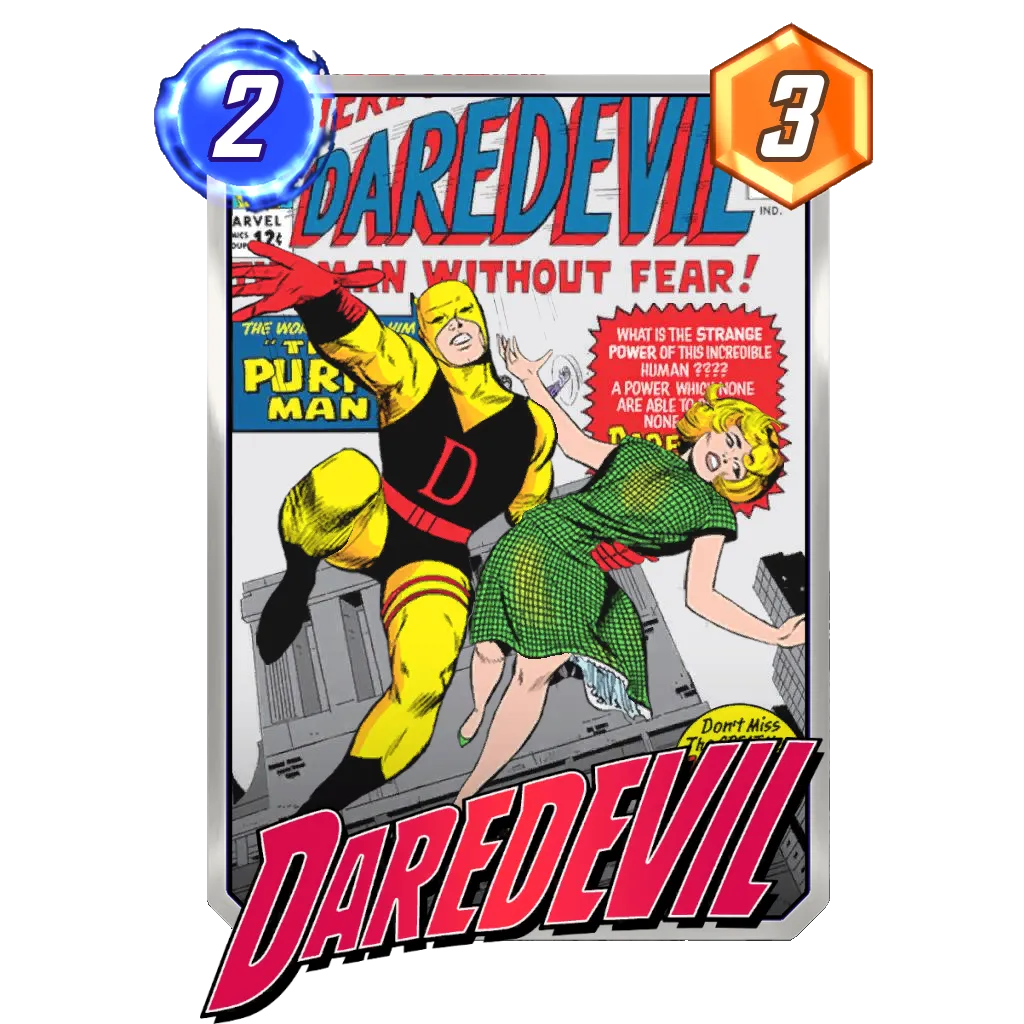 2
3
DAREDEVIL
IND.
MAN WITHOUT FEAR!
12¢
THE
"
MAN
WHAT IS THE STRANGE
POWER OF THIS INCREDIBLE
HUMAN ????
A POWER WHICH NONE
ARE ABLE TO
NONE
D
Don't Miss
DAREDEVIL